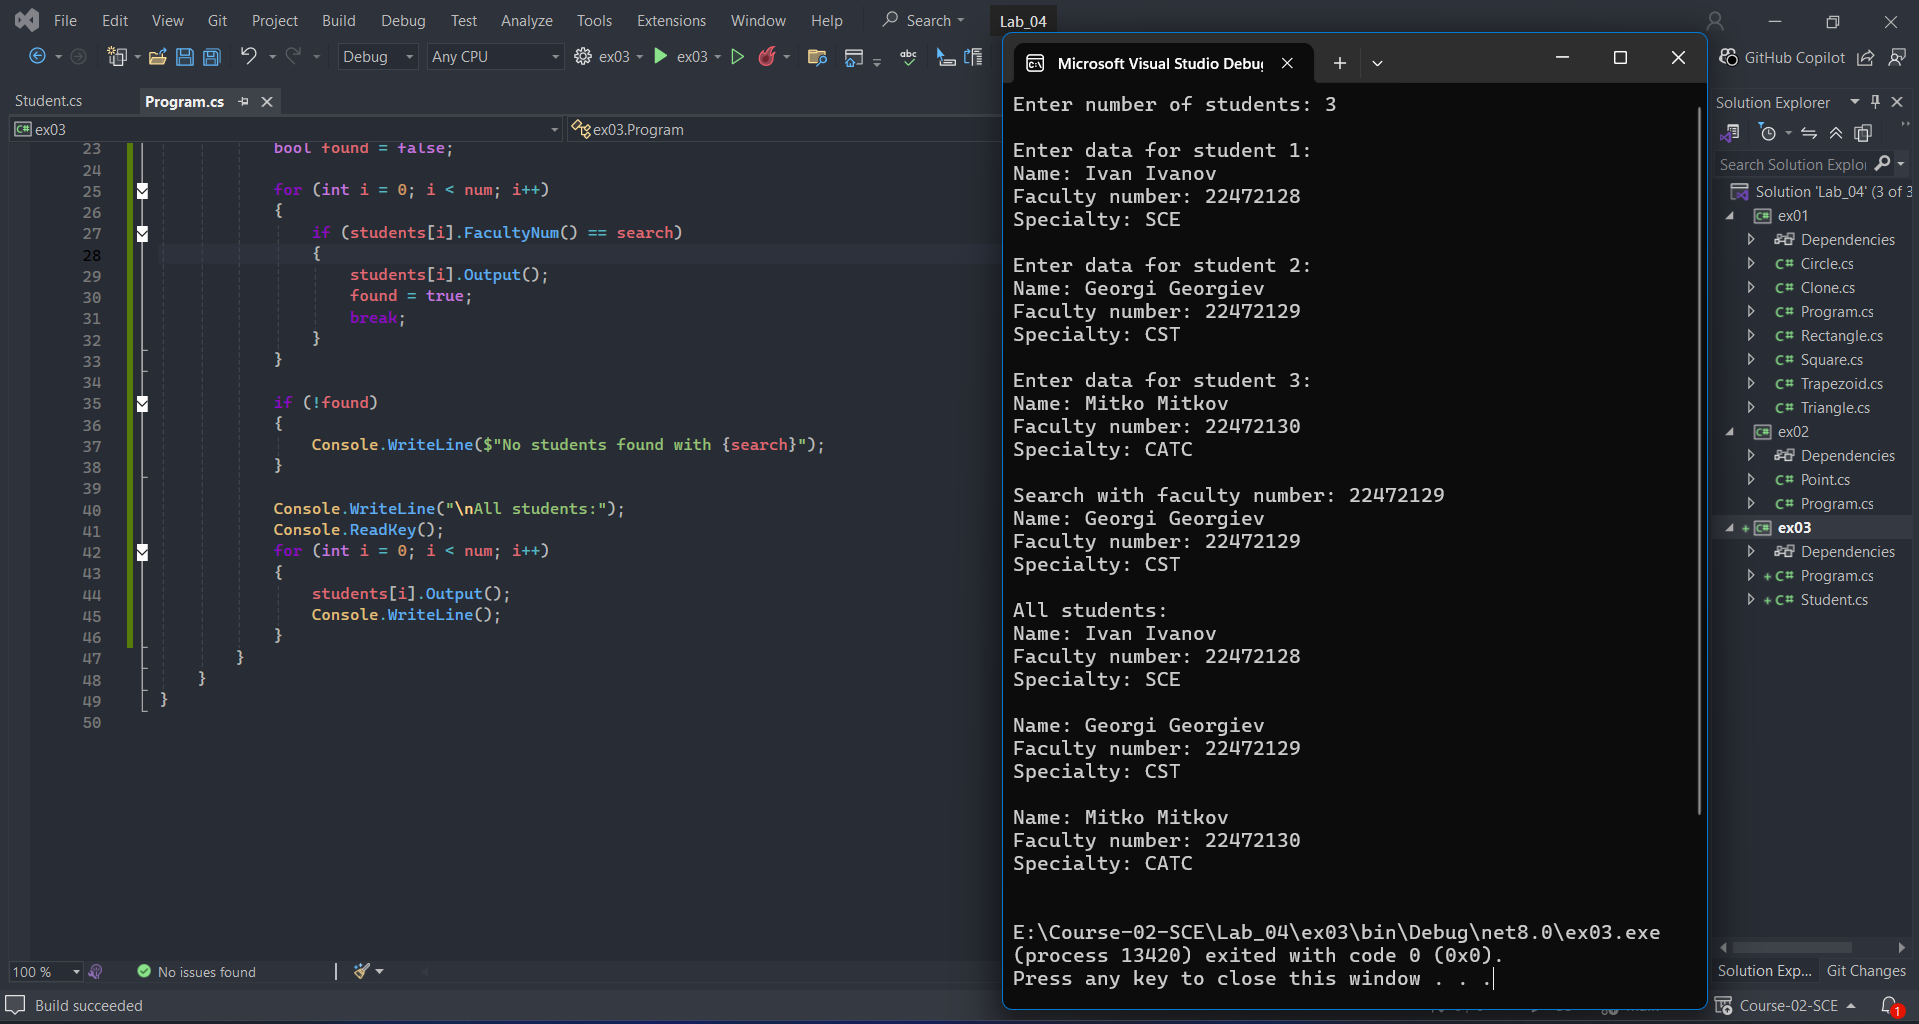 File Edit View Git Project Build Debug Test Analyze Tools Extensions Window Help Search Lab_04
Debug Any CPU ex03 ex03 GitHub Copilot
Student.cs Program.cs
ex03 ex03.Program
23 bool found = false;
24
25 for (int i = 0; i < num; i++)
26 {
27 if (students[i].FacultyNum() == search)
28 {
29 students[i].Output();
30 found = true;
31 break;
32 }
33 }
34
35 if (!found)
36 {
37 Console.WriteLine($"No students found with {search}");
38 }
39
40 Console.WriteLine("\nAll students:");
41 Console.ReadKey();
42 for (int i = 0; i < num; i++)
43 {
44 students[i].Output();
45 Console.WriteLine();
46 }
47 }
48 }
49 }
50
100 % No issues found
Build succeeded
Microsoft Visual Studio Debug
Enter number of students: 3
Enter data for student 1:
Name: Ivan Ivanov
Faculty number: 22472128
Specialty: SCE
Enter data for student 2:
Name: Georgi Georgiev
Faculty number: 22472129
Specialty: CST
Enter data for student 3:
Name: Mitko Mitkov
Faculty number: 22472130
Specialty: CATC
Search with faculty number: 22472129
Name: Georgi Georgiev
Faculty number: 22472129
Specialty: CST
All students:
Name: Ivan Ivanov
Faculty number: 22472128
Specialty: SCE
Name: Georgi Georgiev
Faculty number: 22472129
Specialty: CST
Name: Mitko Mitkov
Faculty number: 22472130
Specialty: CATC
E:\Course-02-SCE\Lab_04\ex03\bin\Debug\net8.0\ex03.exe
(process 13420) exited with code 0 (0x0).
Press any key to close this window . . .
Solution Explorer
Search Solution Explo
Solution 'Lab_04' (3 of 3
C# ex01
Dependencies
C# Circle.cs
C# Clone.cs
C# Program.cs
C# Rectangle.cs
C# Square.cs
C# Trapezoid.cs
C# Triangle.cs
C# ex02
Dependencies
C# Point.cs
C# Program.cs
C# ex03
Dependencies
C# Program.cs
C# Student.cs
Solution Exp... Git Changes
Course-02-SCE 1